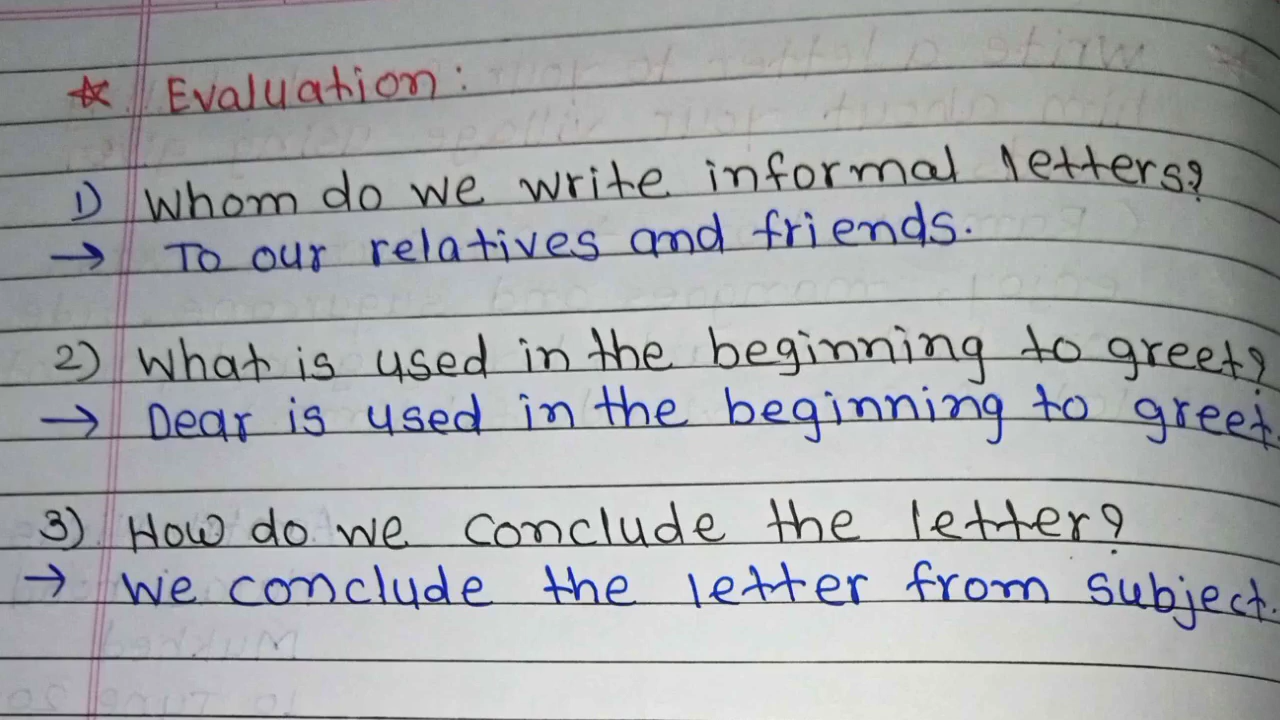 ☆ Evaluation:
1) Whom do we write informal letters?
→ To our relatives and friends.
2) What is used in the beginning to greet?
→ Dear is used in the beginning to greet.
3) How do we conclude the letter?
→ We conclude the letter from subject.